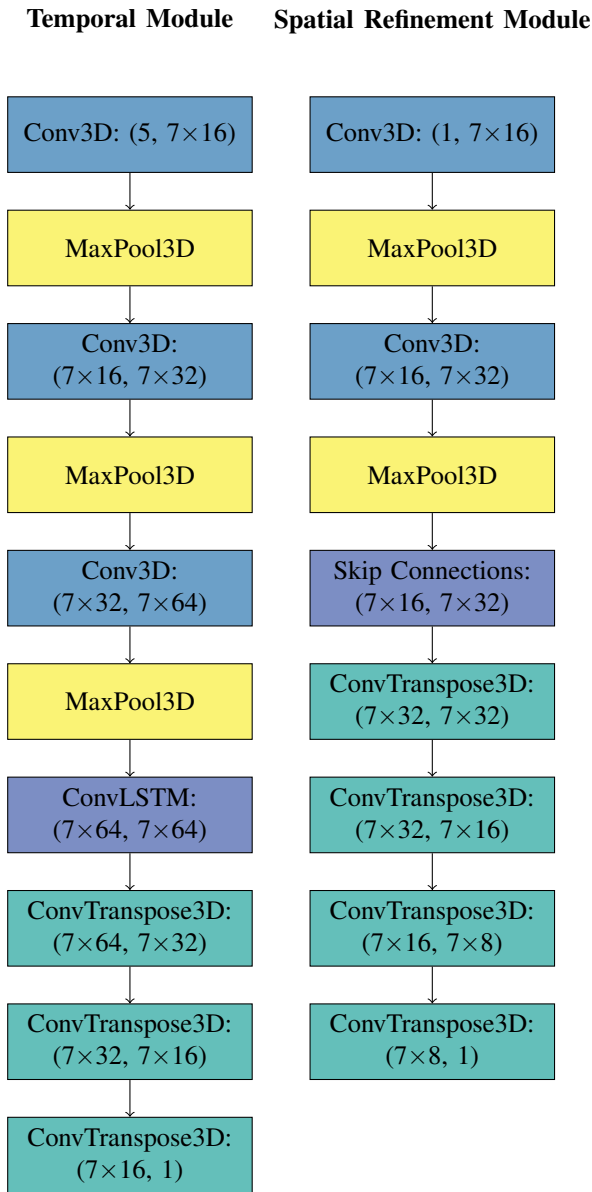 Temporal Module
Conv3D: (5, 7×16)
MaxPool3D
Conv3D:
(7×16, 7×32)
MaxPool3D
Conv3D:
(7×32, 7×64)
MaxPool3D
ConvLSTM:
(7×64, 7×64)
ConvTranspose3D:
(7×64, 7×32)
ConvTranspose3D:
(7×32, 7×16)
ConvTranspose3D:
(7×16, 1)
Spatial Refinement Module
Conv3D: (1, 7×16)
MaxPool3D
Conv3D:
(7×16, 7×32)
MaxPool3D
Skip Connections:
(7×16, 7×32)
ConvTranspose3D:
(7×32, 7×32)
ConvTranspose3D:
(7×32, 7×16)
ConvTranspose3D:
(7×16, 7×8)
ConvTranspose3D:
(7×8, 1)